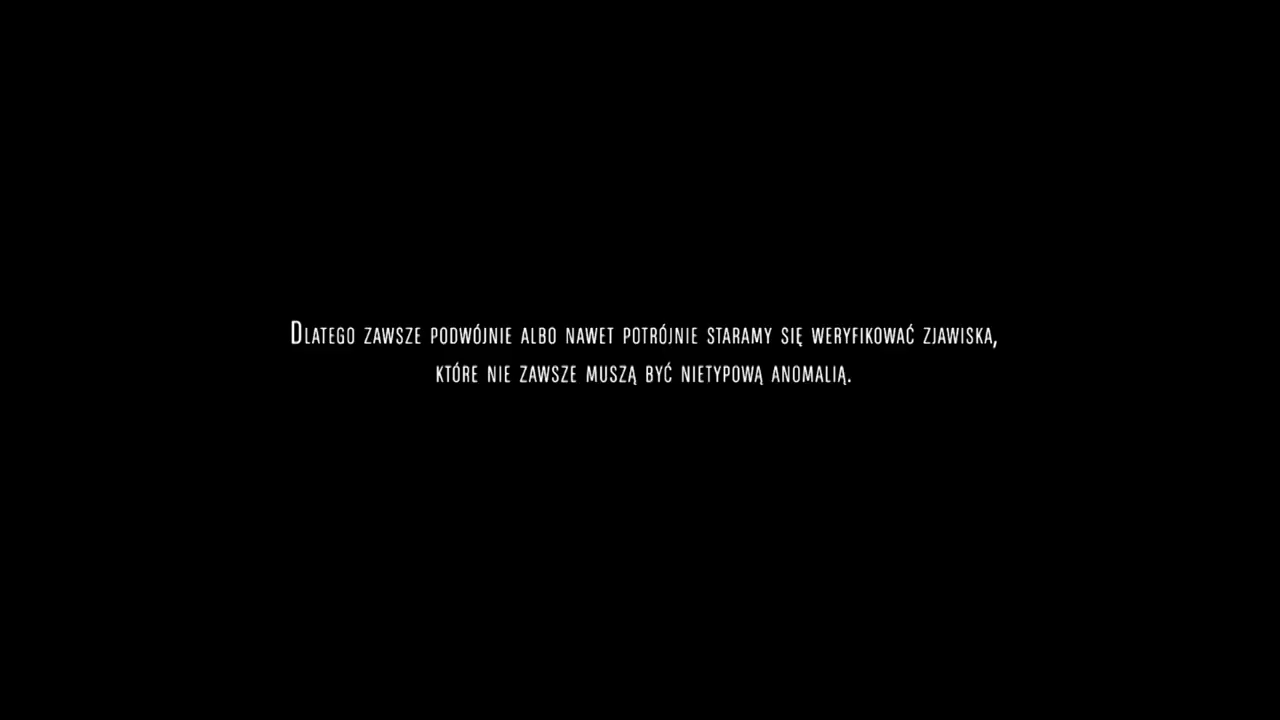 Dlatego zawsze podwójnie albo nawet potrójnie staramy się weryfikować zjawiska,
które nie zawsze muszą być nietypową anomalią.